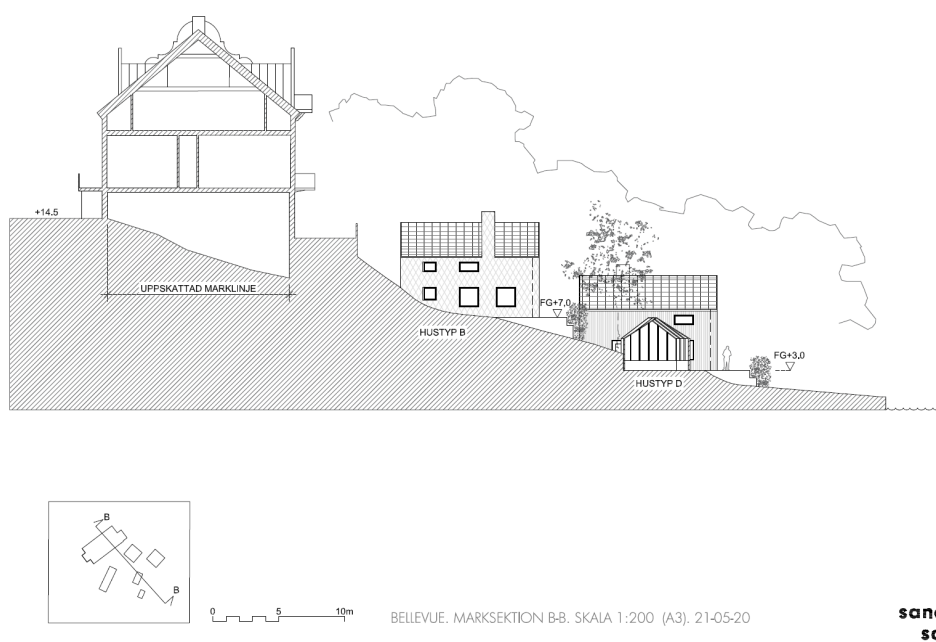 +14.5
UPPSKATTAD MARKLINJE
HUSTYP B
FG+7.0
HUSTYP D
FG+3.0
B
B
0 5 10m
BELLEVUE. MARKSEKTION B-B. SKALA 1:200 (A3). 21-05-20